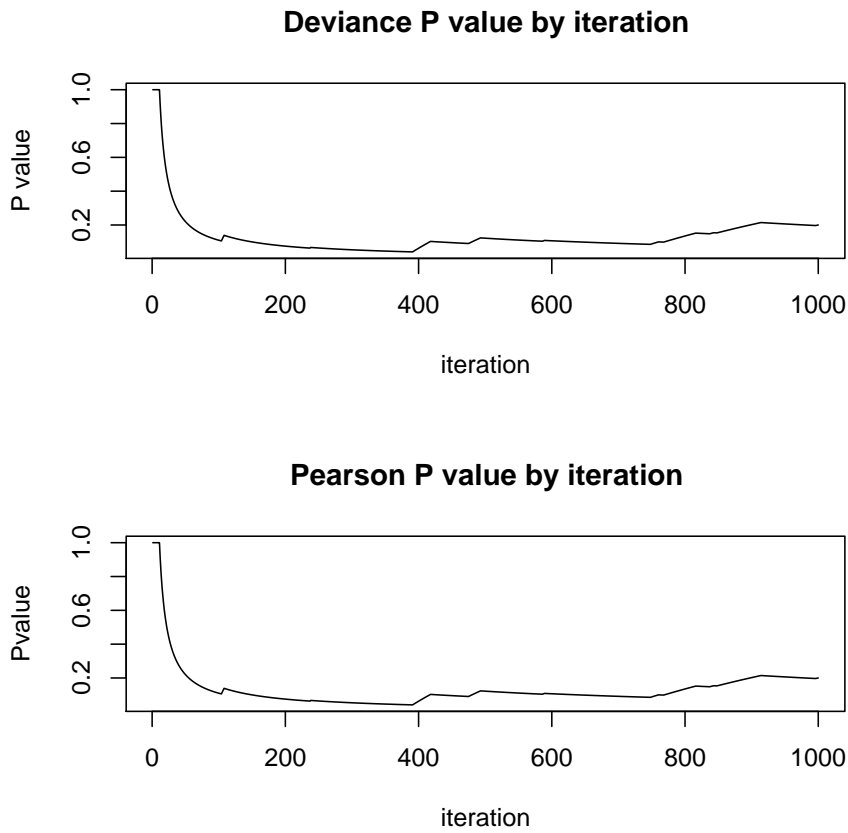 Deviance P value by iteration
P value
1.0
0.6
0.2
0 200 400 600 800 1000
iteration
Pearson P value by iteration
Pvalue
1.0
0.6
0.2
0 200 400 600 800 1000
iteration